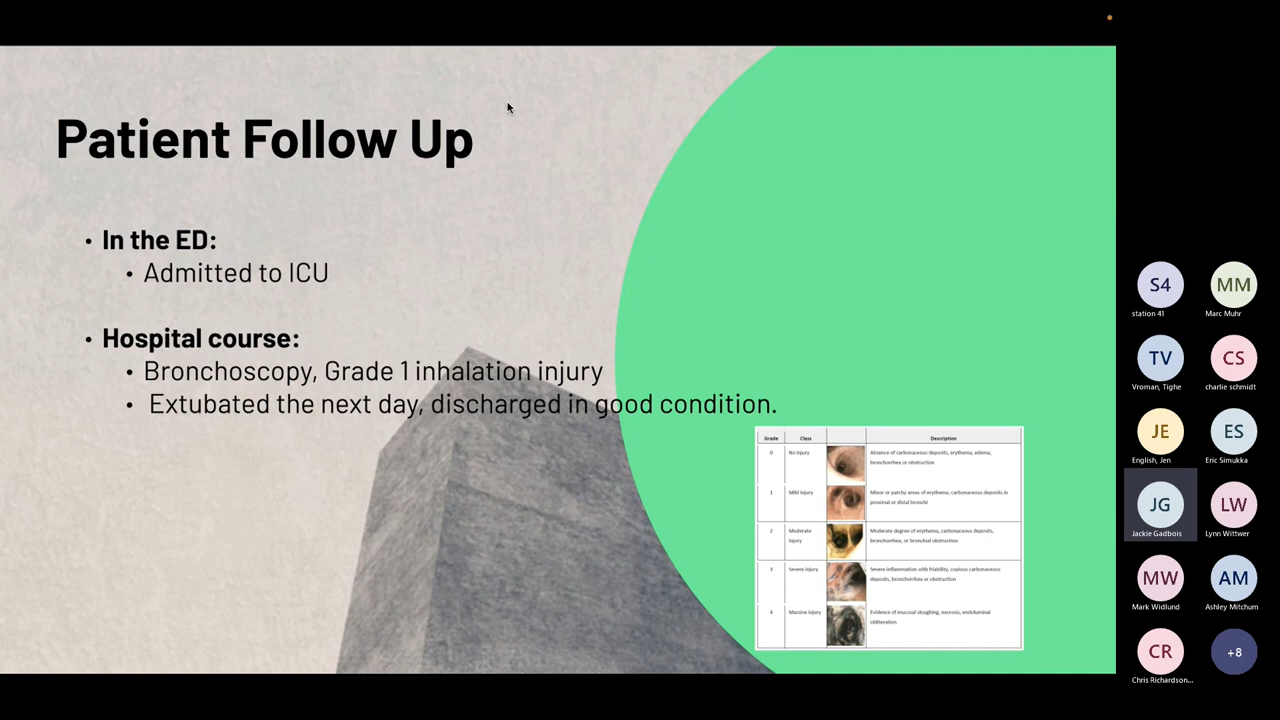 Patient Follow Up
• In the ED:
• Admitted to ICU
• Hospital course:
• Bronchoscopy, Grade 1 inhalation injury
• Extubated the next day, discharged in good condition.
Grade Class Description
0 No injury Absence of carbonaceous deposits, erythema, edema,
bronchorrhea or obstruction
1 Mild injury Minor or patchy areas of erythema, carbonaceous deposits in
proximal or distal bronchi
2 Moderate Moderate degree of erythema, carbonaceous deposits,
injury bronchorrhea, or bronchial obstruction
3 Severe injury Severe inflammation with friability, copious carbonaceous
deposits, bronchorrhea or obstruction
4 Massive injury Evidence of mucosal sloughing, necrosis, endoluminal
obliteration
S4 MM
station 41 Marc Muhr
TV CS
Vroman, Tighe charlie schmidt
JE ES
English, Jen Eric Simukka
JG LW
Jackie Gadbois Lynn Wittwer
MW AM
Mark Widlund Ashley Mitchum
CR +8
Chris Richardson...